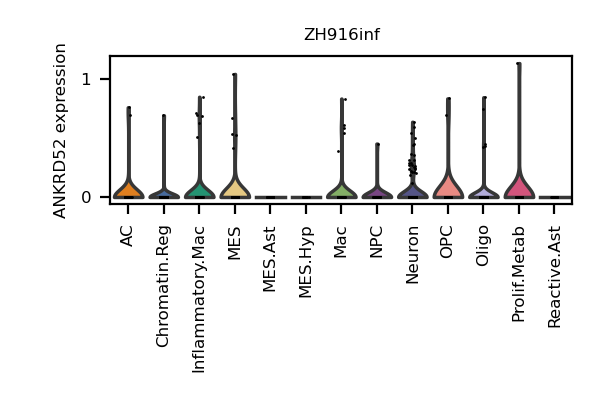 ZH916inf
ANKRD52 expression
1
0
AC
Chromatin.Reg
Inflammatory.Mac
MES
MES.Ast
MES.Hyp
Mac
NPC
Neuron
OPC
Oligo
Prolif.Metab
Reactive.Ast